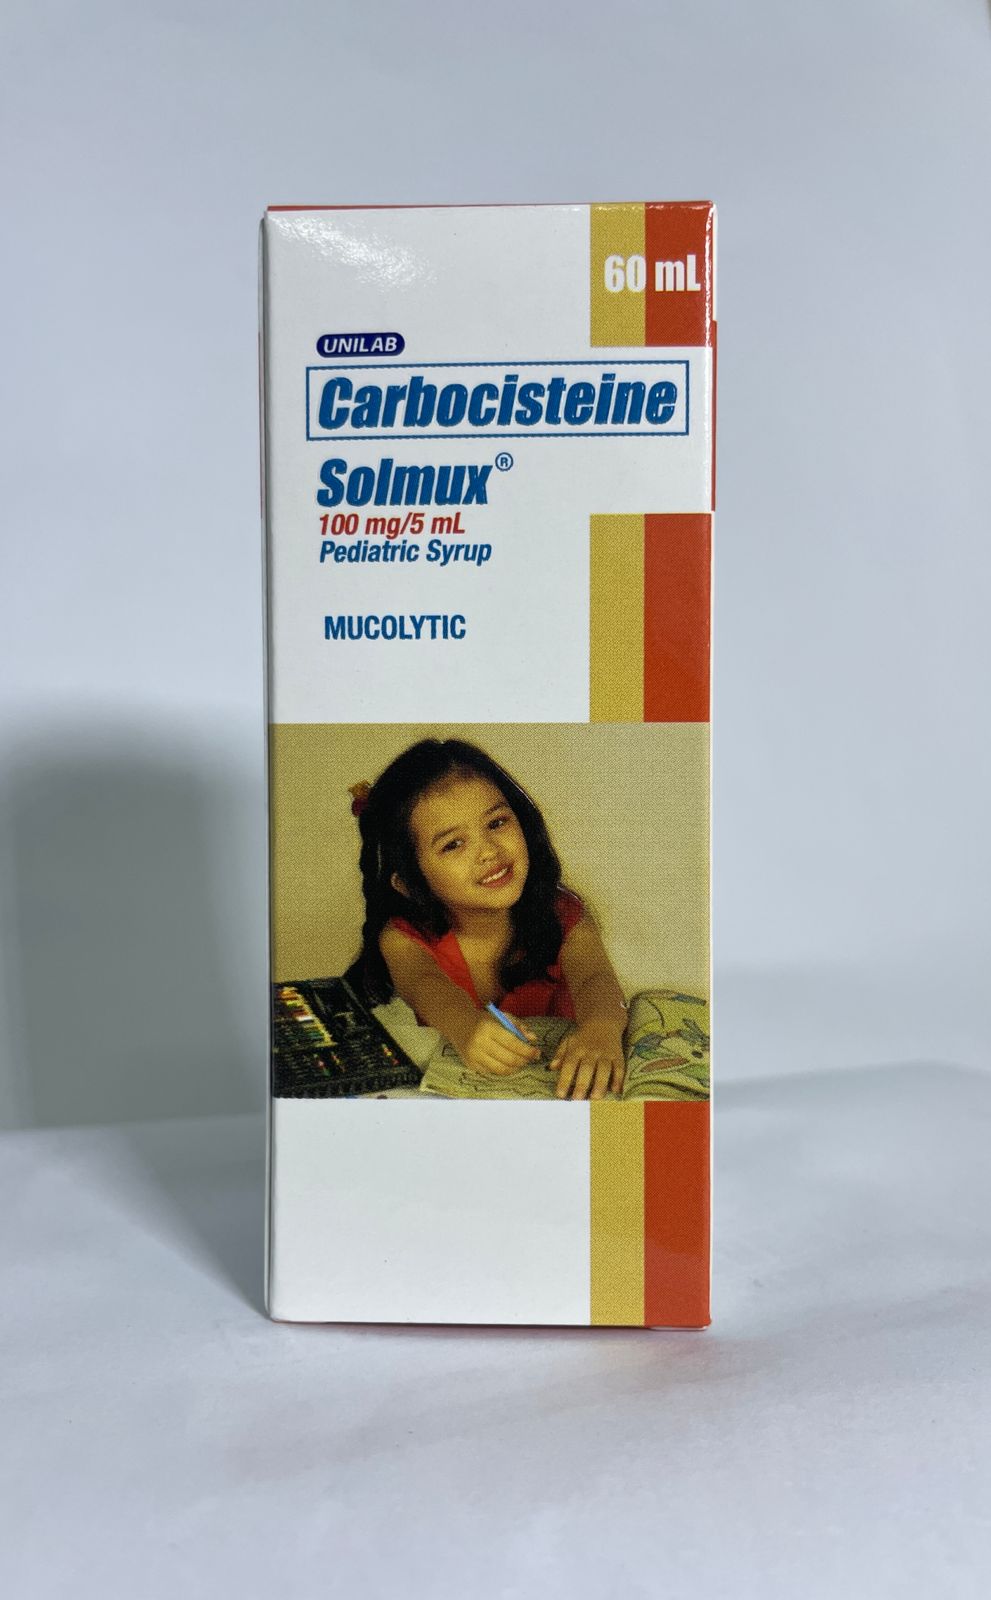 60 mL
UNILAB
Carbocisteine
Solmux®
100 mg/5 mL
Pediatric Syrup
MUCOLYTIC